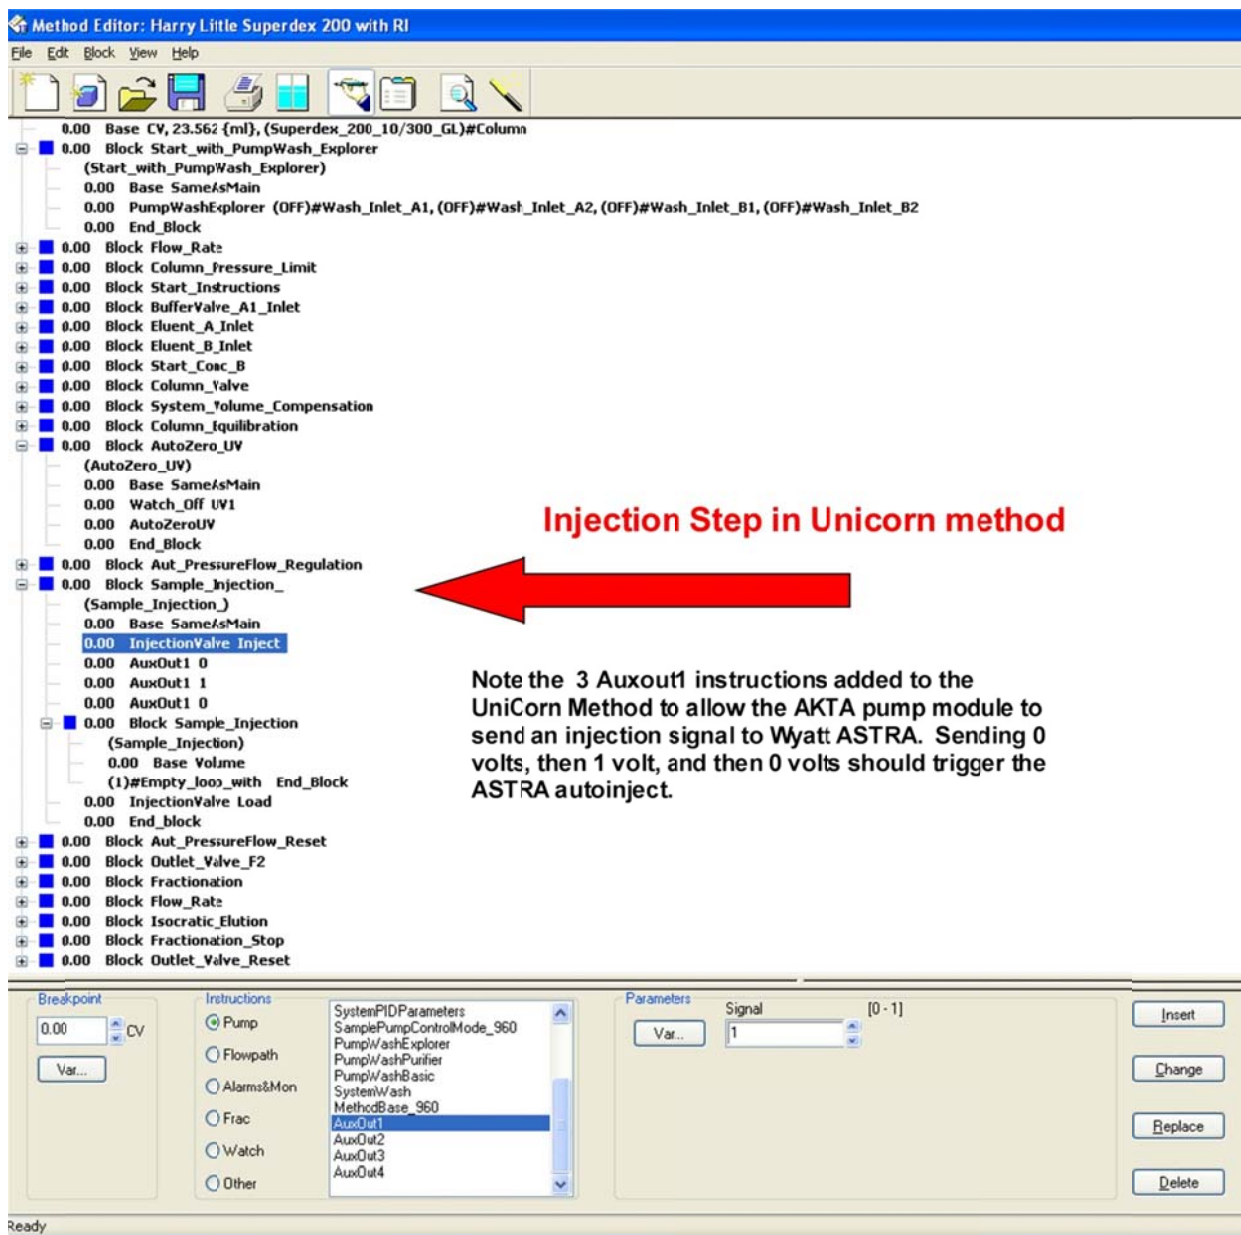 Method Editor: Harry Little Superdex 200 with RI
File Edit Block View Help
0.00 Base CV, 23.562 {ml}, (Superdex_200_10/300_GL)#Column
0.00 Block Start_with_PumpWash_Explorer
(Start_with_PumpWash_Explorer)
0.00 Base SameAsMain
0.00 PumpWashExplorer (OFF)#Wash_Inlet_A1, (OFF)#Wash_Inlet_A2, (OFF)#Wash_Inlet_B1, (OFF)#Wash_Inlet_B2
0.00 End_Block
0.00 Block Flow_Rate
0.00 Block Column_Pressure_Limit
0.00 Block Start_Instructions
0.00 Block BufferValve_A1_Inlet
0.00 Block Eluent_A_Inlet
0.00 Block Eluent_B_Inlet
0.00 Block Start_Conc_B
0.00 Block Column_Valve
0.00 Block System_Volume_Compensation
0.00 Block Column_Equilibration
0.00 Block AutoZero_UV
(AutoZero_UV)
0.00 Base SameAsMain
0.00 Watch_Off UV1
0.00 AutoZeroUV
0.00 End_Block
0.00 Block Aut_PressureFlow_Regulation
0.00 Block Sample_Injection_
(Sample_Injection_)
0.00 Base SameAsMain
0.00 InjectionValve Inject
0.00 AuxOut1 0
0.00 AuxOut1 1
0.00 AuxOut1 0
0.00 Block Sample_Injection
(Sample_Injection)
0.00 Base Volume
(1)#Empty_loop_with End_Block
0.00 InjectionValve Load
0.00 End_block
0.00 Block Aut_PressureFlow_Reset
0.00 Block Outlet_Valve_F2
0.00 Block Fractionation
0.00 Block Flow_Rate
0.00 Block Isocratic_Elution
0.00 Block Fractionation_Stop
0.00 Block Outlet_Valve_Reset
Injection Step in Unicorn method
Note the 3 Auxout1 instructions added to the
UniCorn Method to allow the AKTA pump module to
send an injection signal to Wyatt ASTRA. Sending 0
volts, then 1 volt, and then 0 volts should trigger the
ASTRA autoinject.
Breakpoint
0.00 CV
Var...
Instructions
Pump
Flowpath
Alarms&Mon
Frac
Watch
Other
SystemPIDParameters
SamplePumpControlMode_960
PumpWashExplorer
PumpWashPurifier
PumpWashBasic
SystemWash
MethodBase_960
AuxOut1
AuxOut2
AuxOut3
AuxOut4
Parameters
Signal [0 - 1]
Var... 1
Insert
Change
Replace
Delete
Ready